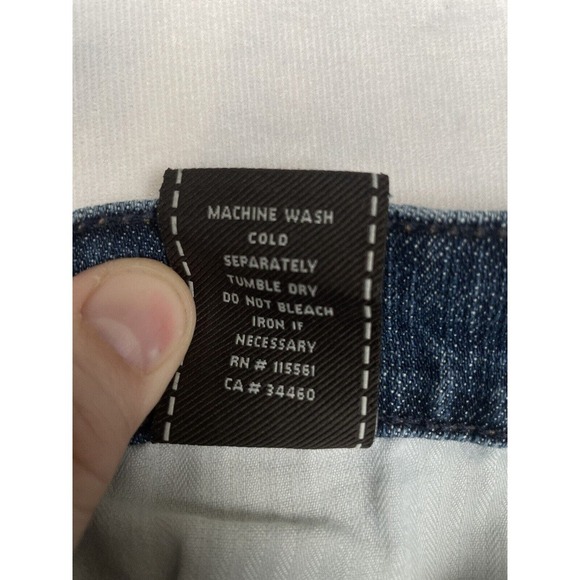 MACHINE WASH
COLD
SEPARATELY
TUMBLE DRY
DO NOT BLEACH
IRON IF
NECESSARY
RN # 115561
CA # 34460